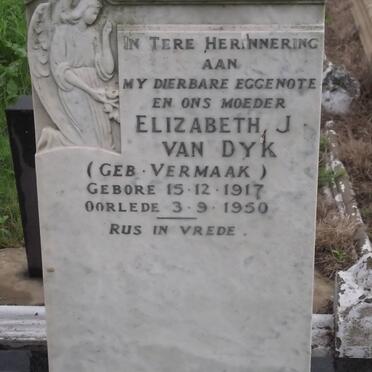 IN TERE HERINNERING
AAN
MY DIERBARE EGGENOTE
EN ONS MOEDER
ELIZABETH J.
VAN DYK
(GEB. VERMAAK)
GEBORE 15.12.1917
OORLEDE 3.9.1950
RUS IN VREDE.